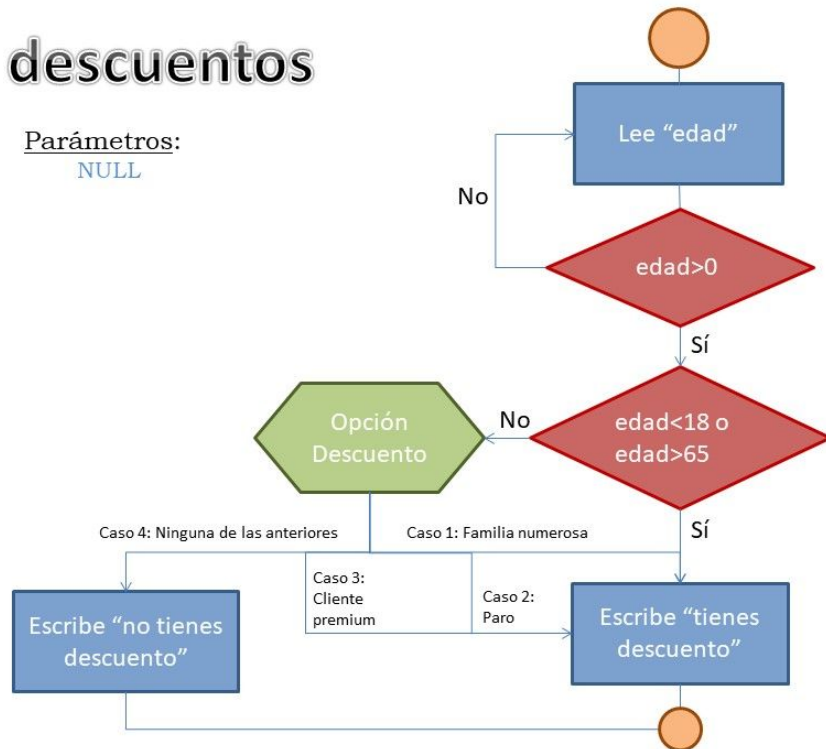 descuentos
Parámetros:
NULL
Lee “edad”
No
edad>0
Sí
edad<18 o
edad>65
No
Opción
Descuento
Sí
Caso 4: Ninguna de las anteriores
Caso 1: Familia numerosa
Caso 3:
Cliente
premium
Caso 2:
Paro
Escribe “no tienes
descuento”
Escribe “tienes
descuento”